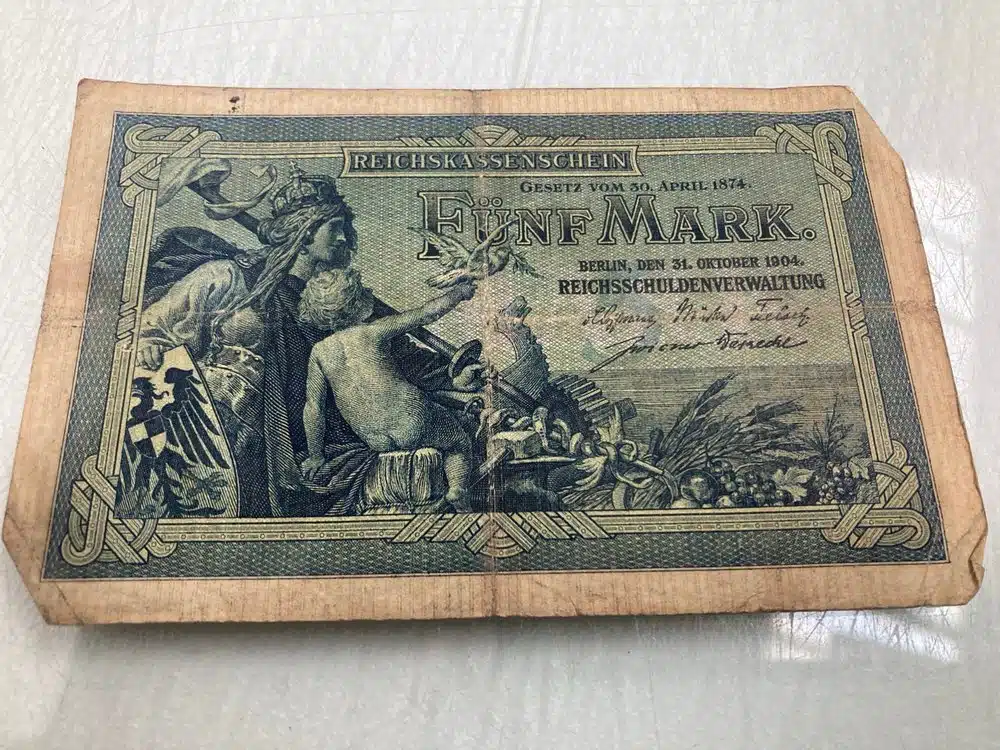 REICHSKASSENSCHEIN
GESETZ VOM 30. APRIL 1874.
FÜNF MARK.
BERLIN, DEN 31. OKTOBER 1904.
REICHSSCHULDENVERWALTUNG